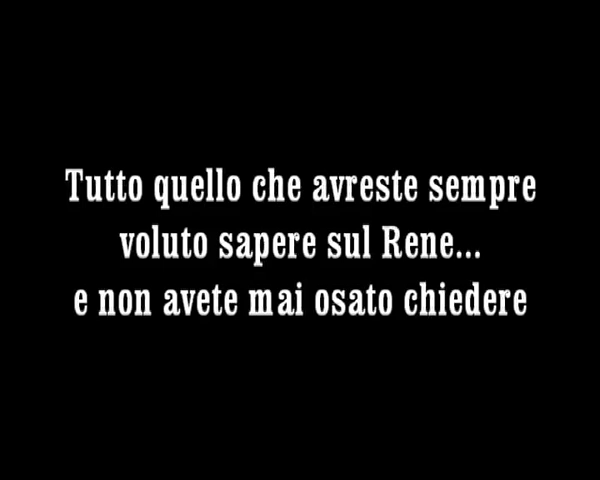 Tutto quello che avreste sempre
voluto sapere sul Rene...
e non avete mai osato chiedere